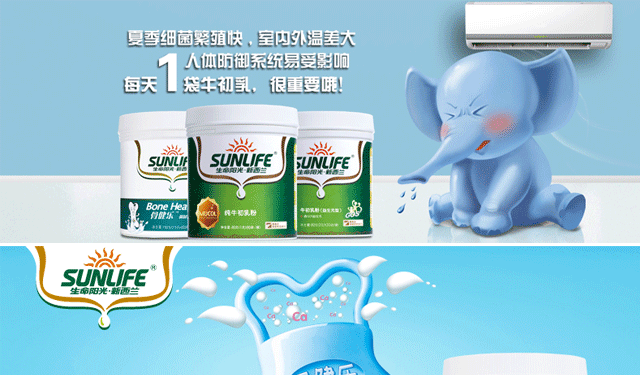 夏季细菌繁殖快，室内外温差大
人体防御系统易受影响
每天1袋牛初乳，很重要哦！
SUNLIFE®
生命阳光·新西兰
Bone Hea
骨健乐
SUNLIFE®
生命阳光·新西兰
纯牛初乳粉
SUNLIFE®
生命阳光·新西兰
牛初乳粉
SUNLIFE®
生命阳光·新西兰
Ca
Ca
Ca